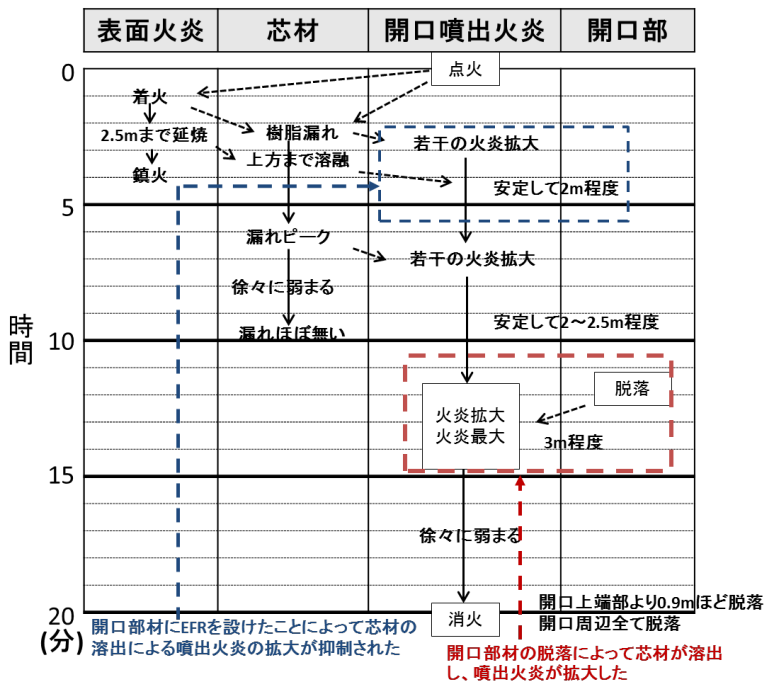 表面火炎
芯材
開口噴出火炎
開口部
時間
0
5
10
15
20
(分)
点火
着火
2.5mまで延焼
鎮火
樹脂漏れ
上方まで溶融
若干の火炎拡大
安定して2m程度
漏れピーク
若干の火炎拡大
徐々に弱まる
漏れほぼ無い
安定して2～2.5m程度
脱落
火炎拡大
火炎最大
3m程度
徐々に弱まる
消火
開口上端部より0.9mほど脱落
開口周辺全て脱落
開口部材にEFRを設けたことによって芯材の
溶出による噴出火炎の拡大が抑制された
開口部材の脱落によって芯材が溶出
し、噴出火炎が拡大した